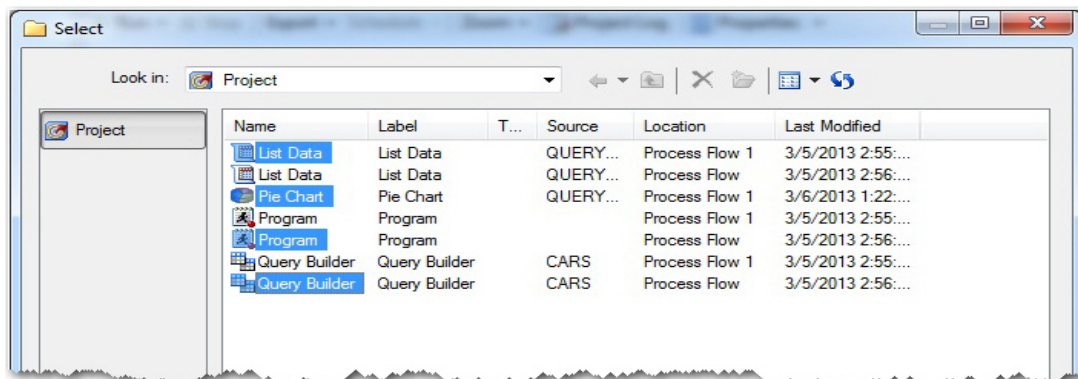 Select
Look in: Project
Project
Name Label T... Source Location Last Modified
List Data List Data QUERY... Process Flow 1 3/5/2013 2:55:...
List Data List Data QUERY... Process Flow 3/5/2013 2:56:...
Pie Chart Pie Chart QUERY... Process Flow 1 3/6/2013 1:22:...
Program Program Process Flow 1 3/5/2013 2:55:...
Program Program Process Flow 3/5/2013 2:56:...
Query Builder Query Builder CARS Process Flow 1 3/5/2013 2:55:...
Query Builder Query Builder CARS Process Flow 3/5/2013 2:56:...